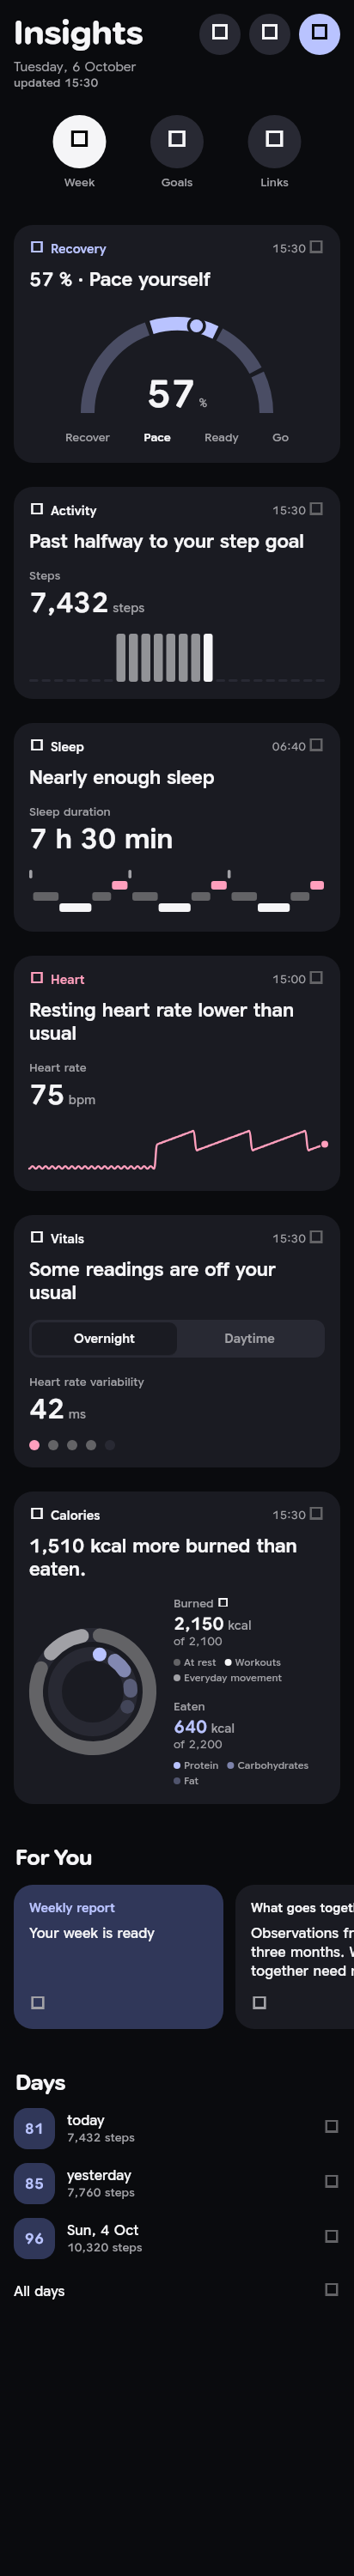 Insights
Tuesday, 6 October
updated 15:30
Week
Goals
Links
Recovery
15:30
57 % · Pace yourself
57 %
Recover
Pace
Ready
Go
Activity
15:30
Past halfway to your step goal
Steps
7,432 steps
Sleep
06:40
Nearly enough sleep
Sleep duration
7 h 30 min
Heart
15:00
Resting heart rate lower than
usual
Heart rate
75 bpm
Vitals
15:30
Some readings are off your
usual
Overnight
Daytime
Heart rate variability
42 ms
Calories
15:30
1,510 kcal more burned than
eaten.
Burned
2,150 kcal
of 2,100
At rest
Workouts
Everyday movement
Eaten
640 kcal
of 2,200
Protein
Carbohydrates
Fat
For You
Weekly report
Your week is ready
What goes
Observations
three months.
together need
Days
81
today
7,432 steps
85
yesterday
7,760 steps
96
Sun, 4 Oct
10,320 steps
All days